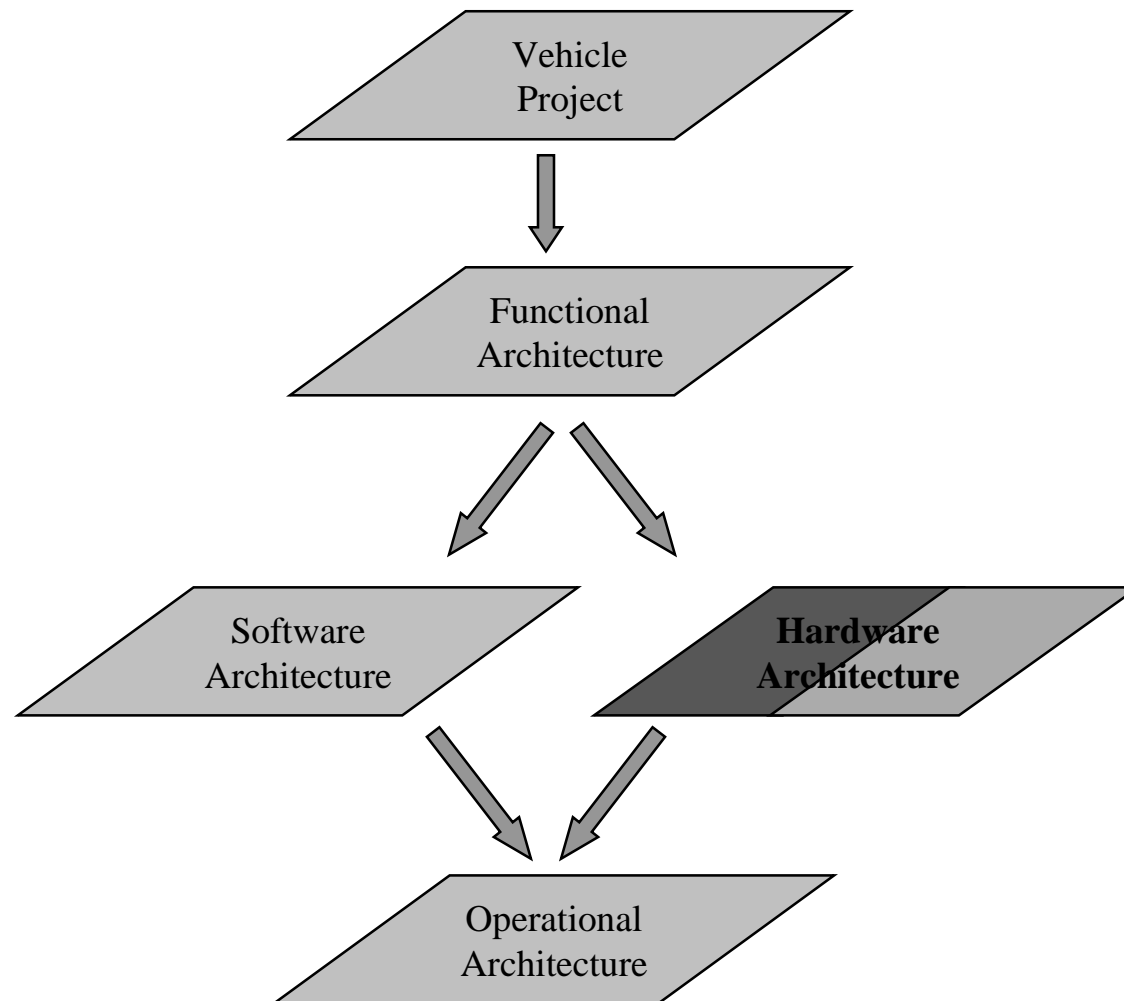 Vehicle
Project
Functional
Architecture
Software
Architecture
Hardware
Architecture
Operational
Architecture